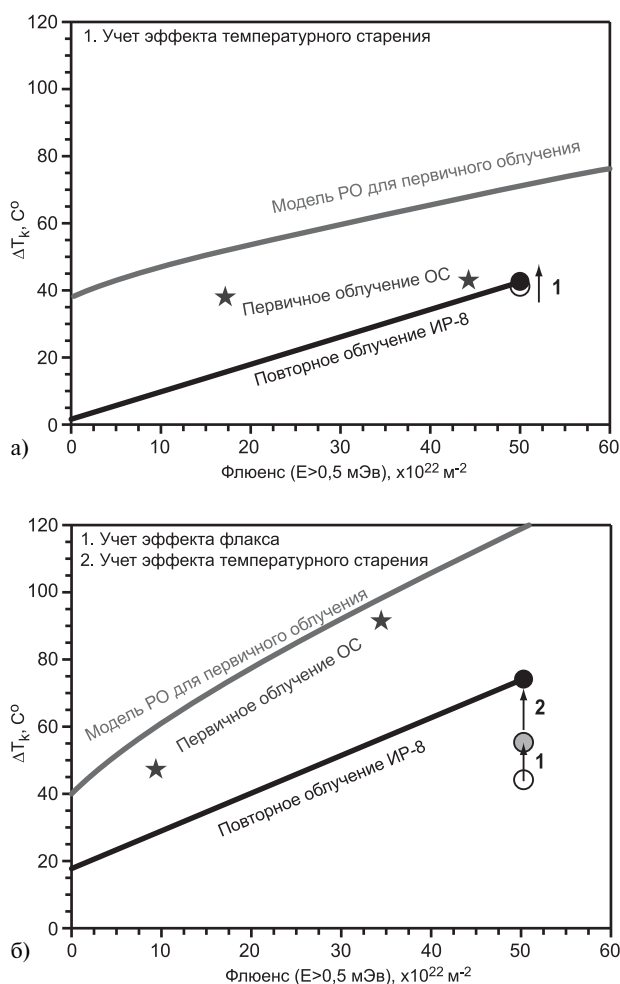 120
100
80
60
40
20
0
ΔTk, C°
1. Учет эффекта температурного старения
Модель РО для первичного облучения
Первичное облучение ОС
1
Повторное облучение ИР-8
0 10 20 30 40 50 60
а)
Флюенс (E>0,5 мЭв), x10²² м⁻²
120
100
80
60
40
20
0
ΔTk, C°
1. Учет эффекта флакса
2. Учет эффекта температурного старения
Модель РО для первичного облучения
Первичное облучение ОС
2
1
Повторное облучение ИР-8
0 10 20 30 40 50 60
б)
Флюенс (E>0,5 мЭв), x10²² м⁻²